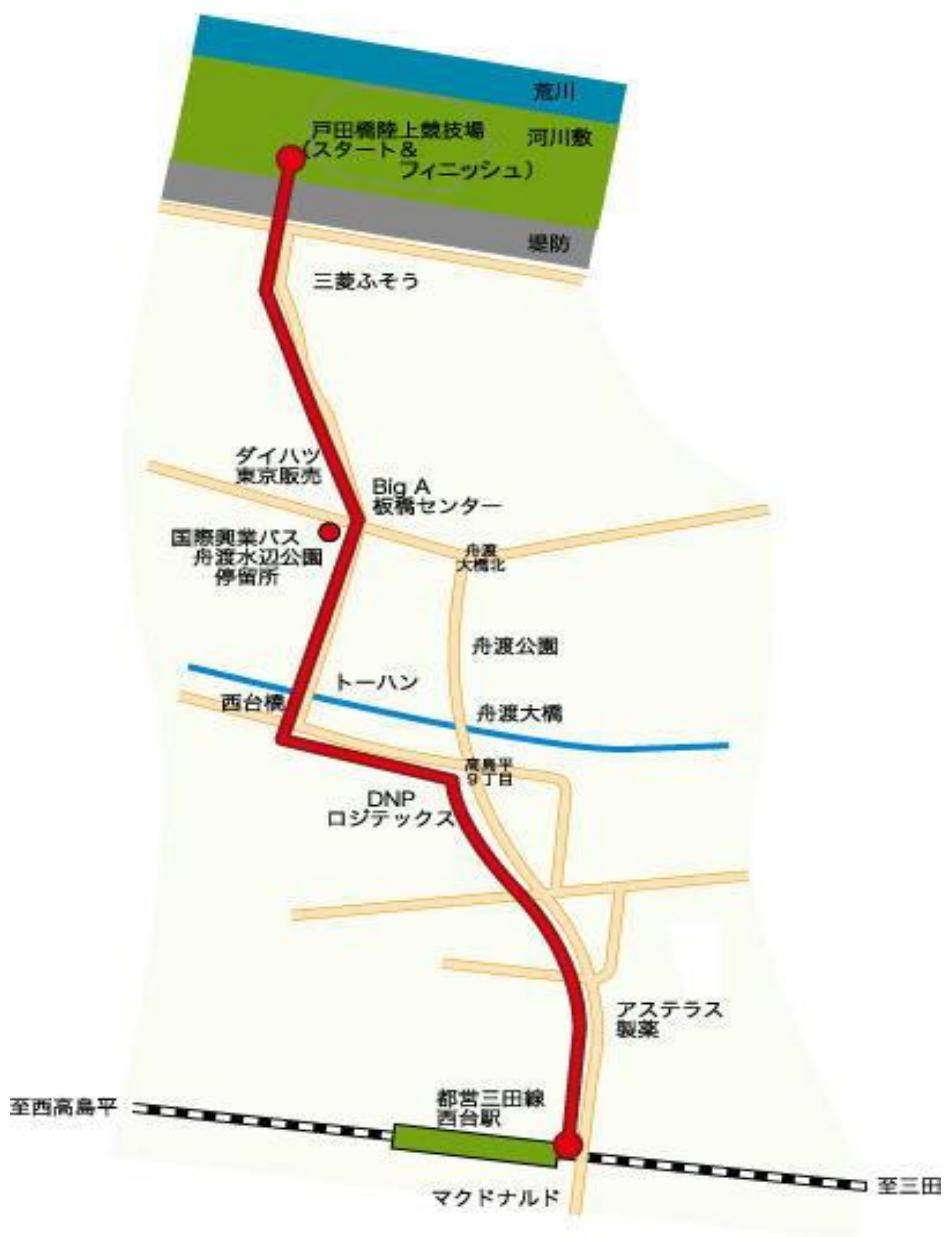 荒川
戸田橋陸上競技場
(スタート＆
フィニッシュ)
河川敷
堤防
三菱ふそう
ダイハツ
東京販売
Big A
板橋センター
国際興業バス
舟渡水辺公園
停留所
舟渡
大橋北
舟渡公園
トーハン
西台橋
舟渡大橋
高島平
９丁目
DNP
ロジテックス
アステラス
製薬
都営三田線
西台駅
至西高島平
至三田
マクドナルド